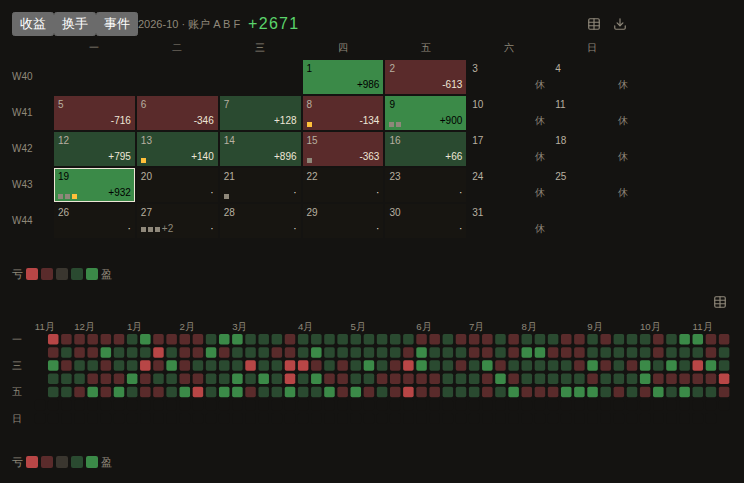 收益 换手 事件 2026-10 · 账户 A B F +2671
一 二 三 四 五 六 日
W40 1 +986 2 -613 3 休 4 休
W41 5 -716 6 -346 7 +128 8 -134 9 +900 10 休 11 休
W42 12 +795 13 +140 14 +896 15 -363 16 +66 17 休 18 休
W43 19 +932 20 · 21 · 22 · 23 · 24 休 25 休
W44 26 · 27 +2 · 28 · 29 · 30 · 31 休
亏 盈
11月 12月 1月 2月 3月 4月 5月 6月 7月 8月 9月 10月 11月
一
三
五
日
亏 盈